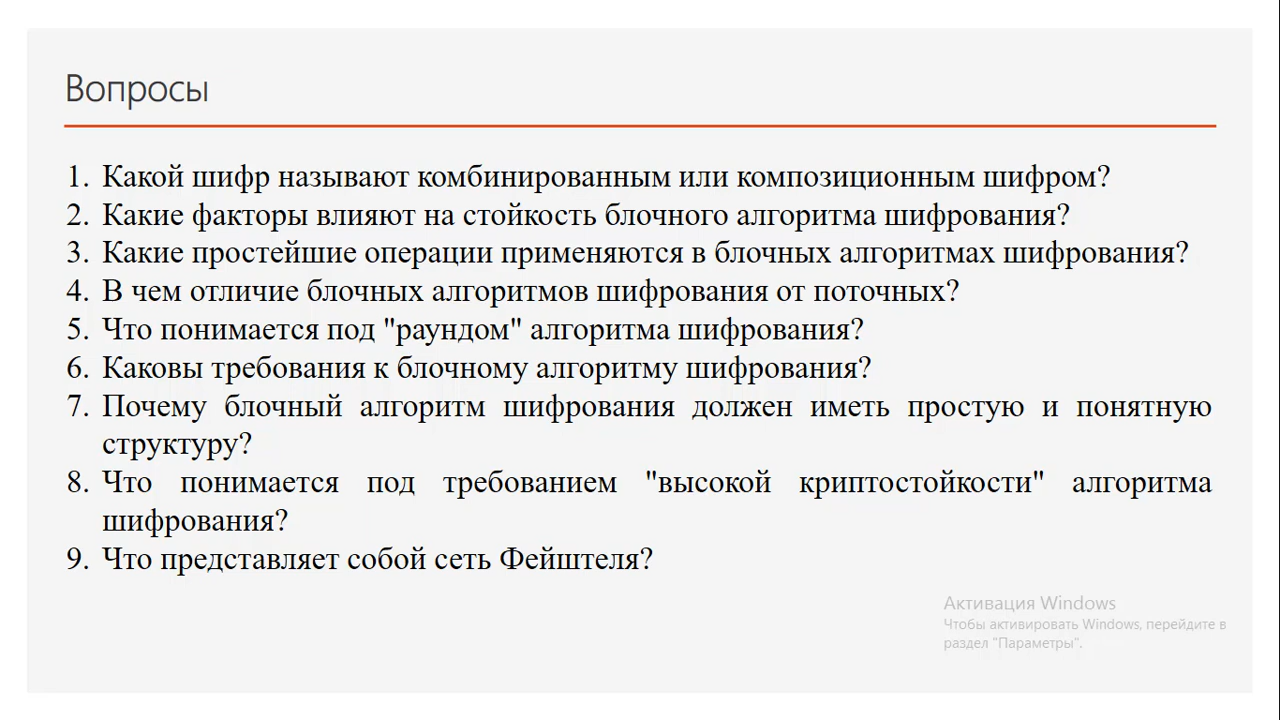 Вопросы
1. Какой шифр называют комбинированным или композиционным шифром?
2. Какие факторы влияют на стойкость блочного алгоритма шифрования?
3. Какие простейшие операции применяются в блочных алгоритмах шифрования?
4. В чем отличие блочных алгоритмов шифрования от поточных?
5. Что понимается под "раундом" алгоритма шифрования?
6. Каковы требования к блочному алгоритму шифрования?
7. Почему блочный алгоритм шифрования должен иметь простую и понятную
структуру?
8. Что понимается под требованием "высокой криптостойкости" алгоритма
шифрования?
9. Что представляет собой сеть Фейштеля?
Активация Windows
Чтобы активировать Windows, перейдите в
раздел "Параметры".